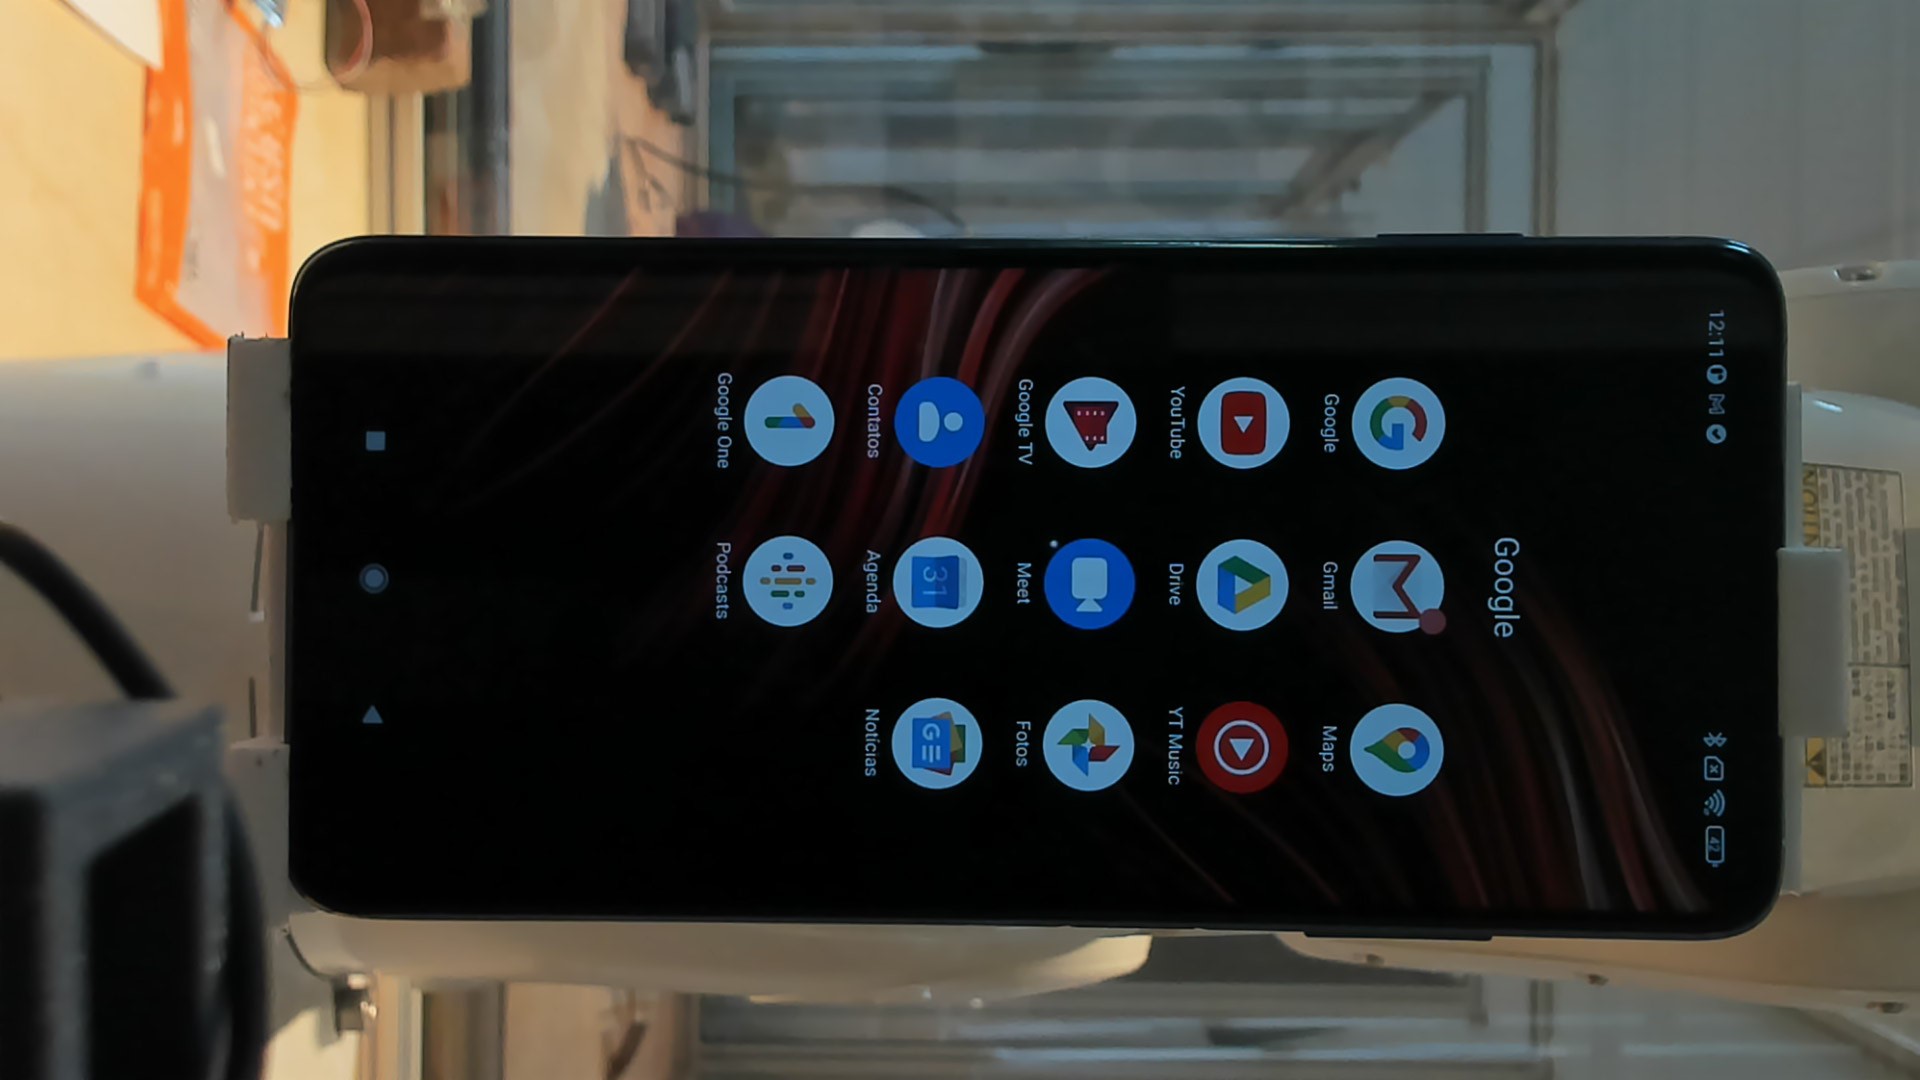 12:11
42
Google
Google Gmail Maps
YouTube Drive YT Music
Google TV Meet Fotos
31
Contatos Agenda Notícias
Google One Podcasts